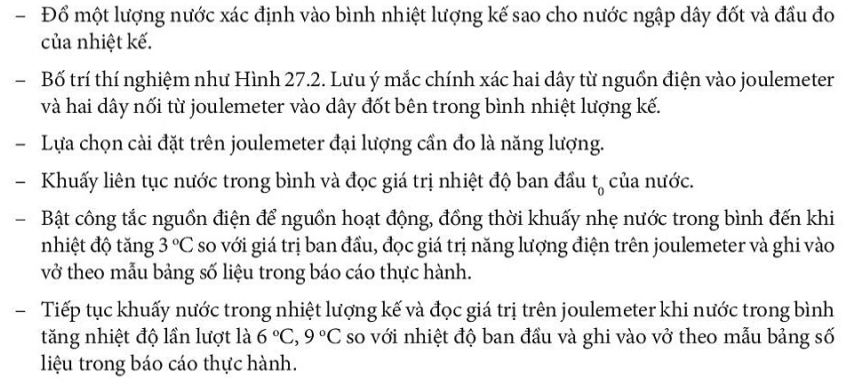 – Đổ một lượng nước xác định vào bình nhiệt lượng kế sao cho nước ngập dây đốt và đầu đo
của nhiệt kế.
– Bố trí thí nghiệm như Hình 27.2. Lưu ý mắc chính xác hai dây từ nguồn điện vào joulemeter
và hai dây nối từ joulemeter vào dây đốt bên trong bình nhiệt lượng kế.
– Lựa chọn cài đặt trên joulemeter đại lượng cần đo là năng lượng.
– Khuấy liên tục nước trong bình và đọc giá trị nhiệt độ ban đầu t₀ của nước.
– Bật công tắc nguồn điện để nguồn hoạt động, đồng thời khuấy nhẹ nước trong bình đến khi
nhiệt độ tăng 3 ºC so với giá trị ban đầu, đọc giá trị năng lượng điện trên joulemeter và ghi vào
vở theo mẫu bảng số liệu trong báo cáo thực hành.
– Tiếp tục khuấy nước trong nhiệt lượng kế và đọc giá trị trên joulemeter khi nước trong bình
tăng nhiệt độ lần lượt là 6 ºC, 9 ºC so với nhiệt độ ban đầu và ghi vào vở theo mẫu bảng số
liệu trong báo cáo thực hành.